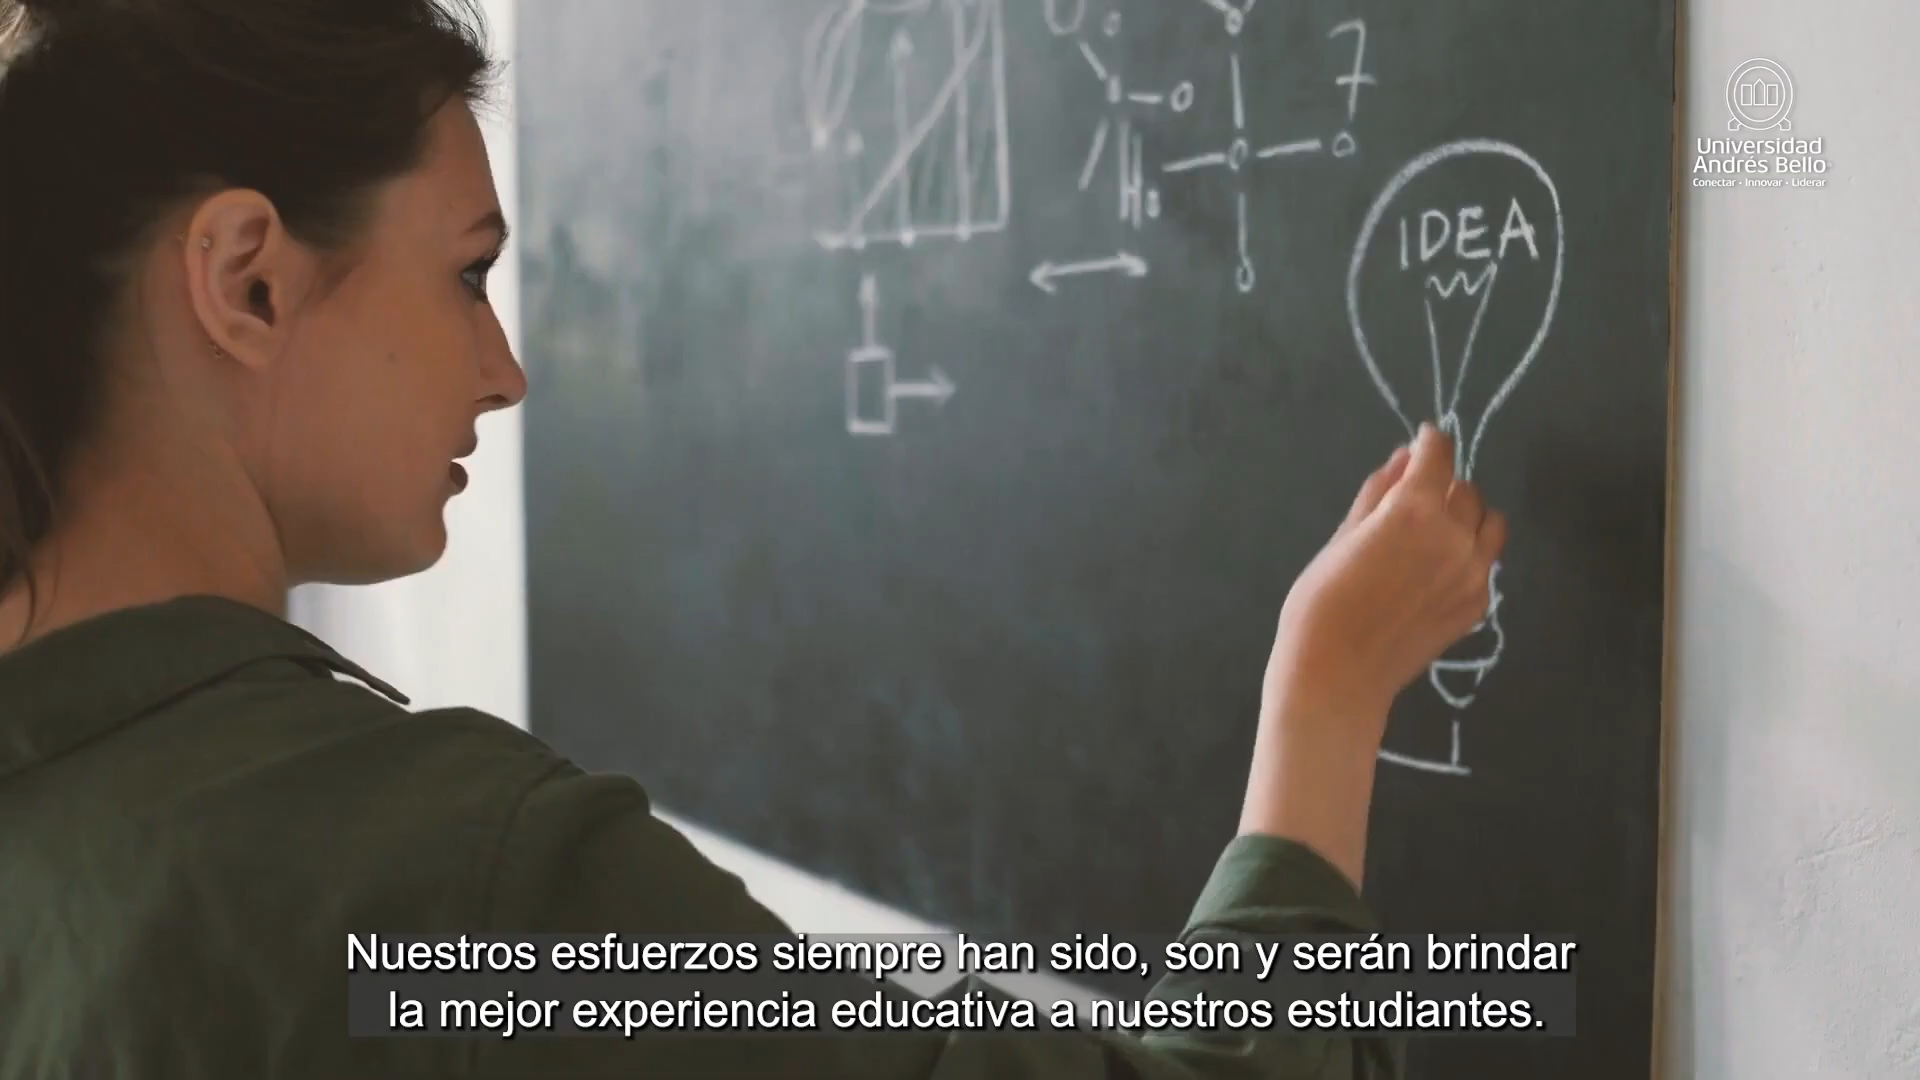 7
IDEA
Universidad
Andrés Bello
Conectar · Innovar · Liderar
Nuestros esfuerzos siempre han sido, son y serán brindar
la mejor experiencia educativa a nuestros estudiantes.